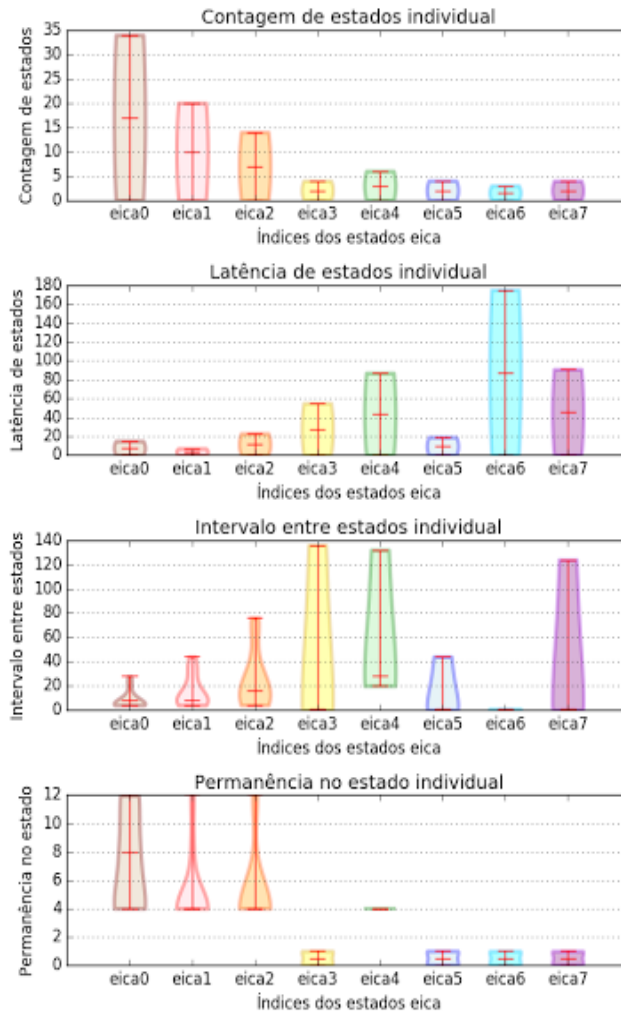 Contagem de estados individual
35
30
25
20
15
10
5
0
Contagem de estados
eica0 eica1 eica2 eica3 eica4 eica5 eica6 eica7
Índices dos estados eica
Latência de estados individual
180
160
140
120
100
80
60
40
20
0
Latência de estados
eica0 eica1 eica2 eica3 eica4 eica5 eica6 eica7
Índices dos estados eica
Intervalo entre estados individual
140
120
100
80
60
40
20
0
Intervalo entre estados
eica0 eica1 eica2 eica3 eica4 eica5 eica6 eica7
Índices dos estados eica
Permanência no estado individual
12
10
8
6
4
2
0
Permanência no estado
eica0 eica1 eica2 eica3 eica4 eica5 eica6 eica7
Índices dos estados eica